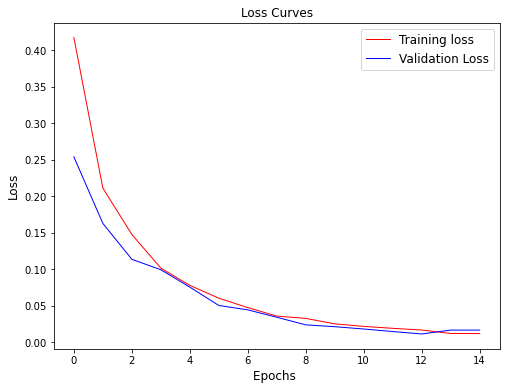 Loss Curves
Training loss
Validation Loss
0.40
0.35
0.30
0.25
0.20
0.15
0.10
0.05
0.00
Loss
0 2 4 6 8 10 12 14
Epochs